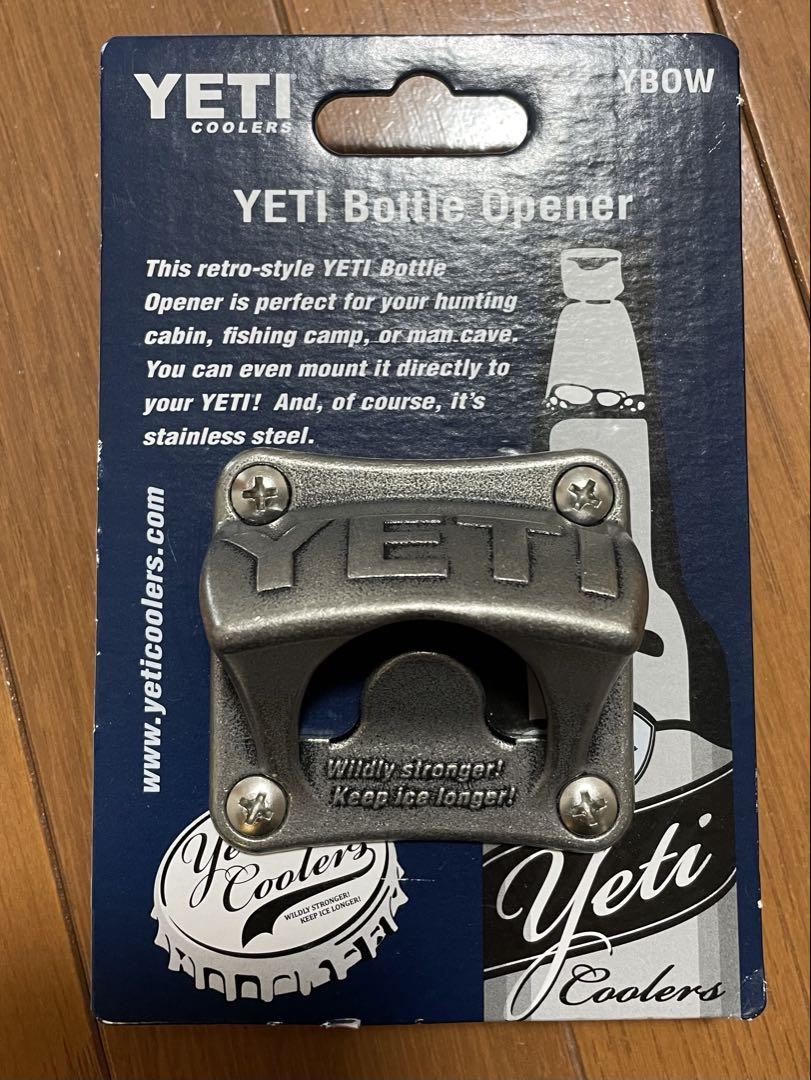 YETI
COOLERS
YBOW
YETI Bottle Opener
This retro-style YETI Bottle
Opener is perfect for your hunting
cabin, fishing camp, or man cave.
You can even mount it directly to
your YETI!  And, of course, it's
stainless steel.
www.yeticoolers.com
YETI
Wildly stronger!
Keep ice longer!
Coolers
WILDLY STRONGER!
KEEP ICE LONGER!
Yeti
Coolers